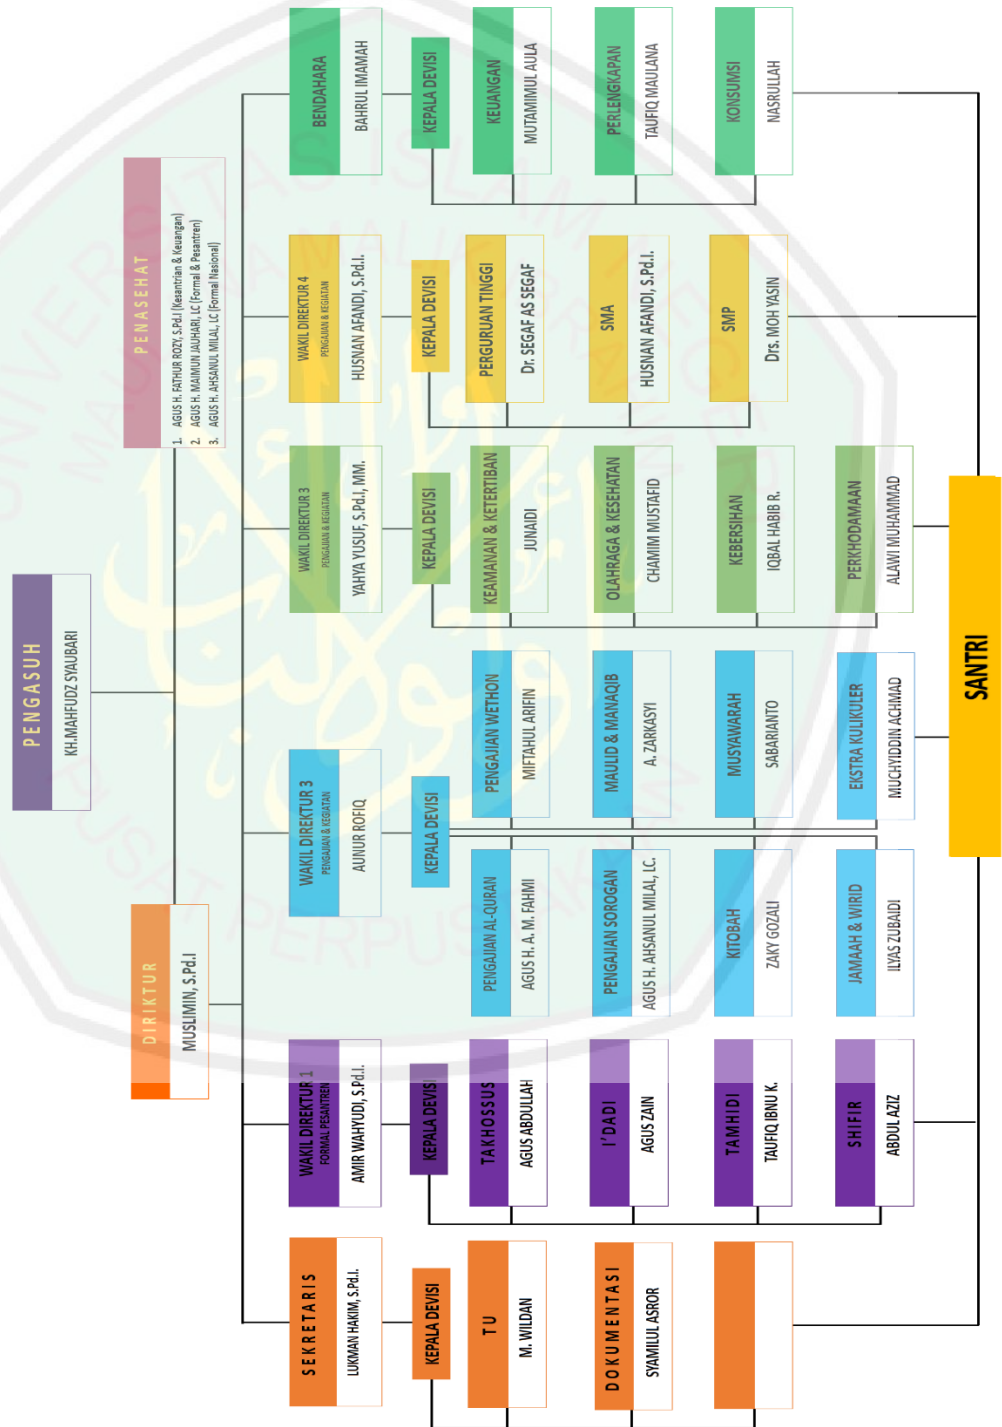 PENGASUH
KH.MAHFUDZ SYAUBARI
PENASEHAT
1. AGUS H. FATHUR ROZY, S.Pd.I (Kesantrian & Keuangan)
2. AGUS H. MAIMUN JAUHARI, LC (Formal & Pesantren)
3. AGUS H. AHSANUL MILAL, LC (Formal Nasional)
DIRIKTUR
MUSLIMIN, S.Pd.I
SEKRETARIS
LUKMAN HAKIM, S.Pd.I.
KEPALA DEVISI
TU
M. WILDAN
DOKUMENTASI
SYAMILUL ASROR
WAKIL DIREKTUR 1
FORMAL PESANTREN
AMIR WAHYUDI, S.Pd.I.
KEPALA DEVISI
TAKHOSSUS
AGUS ABDULLAH
I'DADI
AGUS ZAIN
TAMHIDI
TAUFIQ IBNU K.
SHIFIR
ABDUL AZIZ
WAKIL DIREKTUR 3
PENGAJIAN & KEGIATAN
AUNUR ROFIQ
KEPALA DEVISI
PENGAJIAN AL-QURAN
AGUS H. A. M. FAHMI
PENGAJIAN SOROGAN
AGUS H. AHSANUL MILAL, LC.
KITOBAH
ZAKY GOZALI
JAMAAH & WIRID
ILYAS ZUBAIDI
PENGAJIAN WETHON
MIFTAHUL ARIFIN
MAULID & MANAQIB
A. ZARKASYI
MUSYAWARAH
SABARIANTO
EKSTRA KULIKULER
MUCHYIDDIN ACHMAD
WAKIL DIREKTUR 3
PENGAJIAN & KEGIATAN
YAHYA YUSUF, S.Pd.I, MM.
KEPALA DEVISI
KEAMANAN & KETERTIBAN
JUNAIDI
OLAHRAGA & KESEHATAN
CHAMIM MUSTAFID
KEBERSIHAN
IQBAL HABIB R.
PERKHODAMAAN
ALAWI MUHAMMAD
WAKIL DIREKTUR 4
PENGAJIAN & KEGIATAN
HUSNAN AFANDI, S.Pd.I.
KEPALA DEVISI
PERGURUAN TINGGI
Dr. SEGAF AS SEGAF
SMA
HUSNAN AFANDI, S.Pd.I.
SMP
Drs. MOH YASIN
BENDAHARA
BAHRUL IMAMAH
KEPALA DEVISI
KEUANGAN
MUTAMIMUL AULA
PERLENGKAPAN
TAUFIQ MAULANA
KONSUMSI
NASRULLAH
SANTRI
PUSAT PERPUSTAKAAN